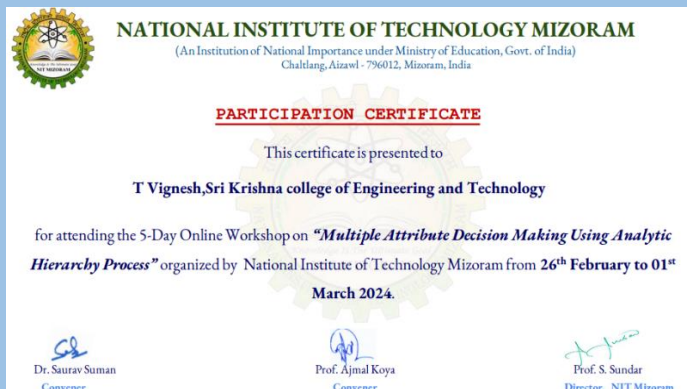 NATIONAL INSTITUTE OF TECHNOLOGY MIZORAM
(An Institution of National Importance under Ministry of Education, Govt. of India)
Chaltlang, Aizawl - 796012, Mizoram, India
PARTICIPATION CERTIFICATE
This certificate is presented to
T Vignesh,Sri Krishna college of Engineering and Technology
for attending the 5-Day Online Workshop on “Multiple Attribute Decision Making Using Analytic
Hierarchy Process” organized by National Institute of Technology Mizoram from 26th February to 01st
March 2024.
Dr. Saurav Suman
Convener
Prof. Ajmal Koya
Convener
Prof. S. Sundar
Director, NIT Mizoram
NIT MIZORAM